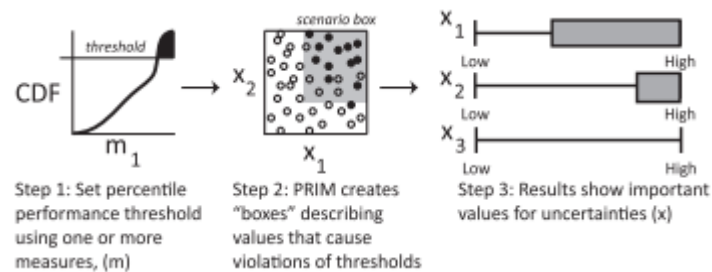 threshold
CDF
m1
scenario box
X2
X1
X1
Low
High
X2
Low
High
X3
Low
High
Step 1: Set percentile
performance threshold
using one or more
measures, (m)
Step 2: PRIM creates
“boxes” describing
values that cause
violations of thresholds
Step 3: Results show important
values for uncertainties (x)